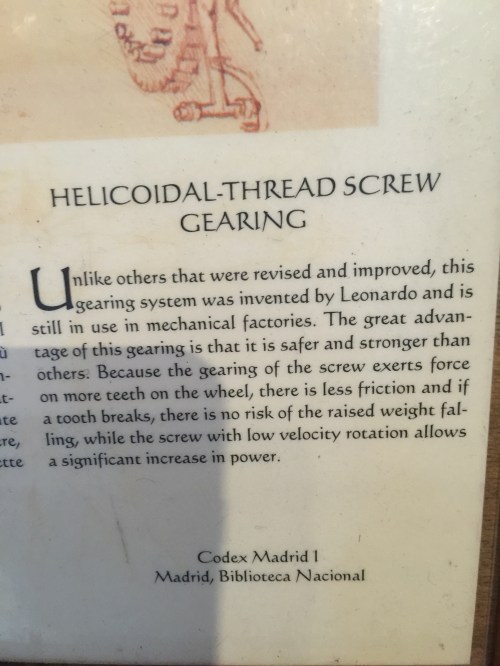 HELICOIDAL-THREAD SCREW
GEARING
Unlike others that were revised and improved, this
gearing system was invented by Leonardo and is
still in use in mechanical factories. The great advan-
tage of this gearing is that it is safer and stronger than
others. Because the gearing of the screw exerts force
on more teeth on the wheel, there is less friction and if
a tooth breaks, there is no risk of the raised weight fal-
ling, while the screw with low velocity rotation allows
a significant increase in power.
Codex Madrid I
Madrid, Biblioteca Nacional